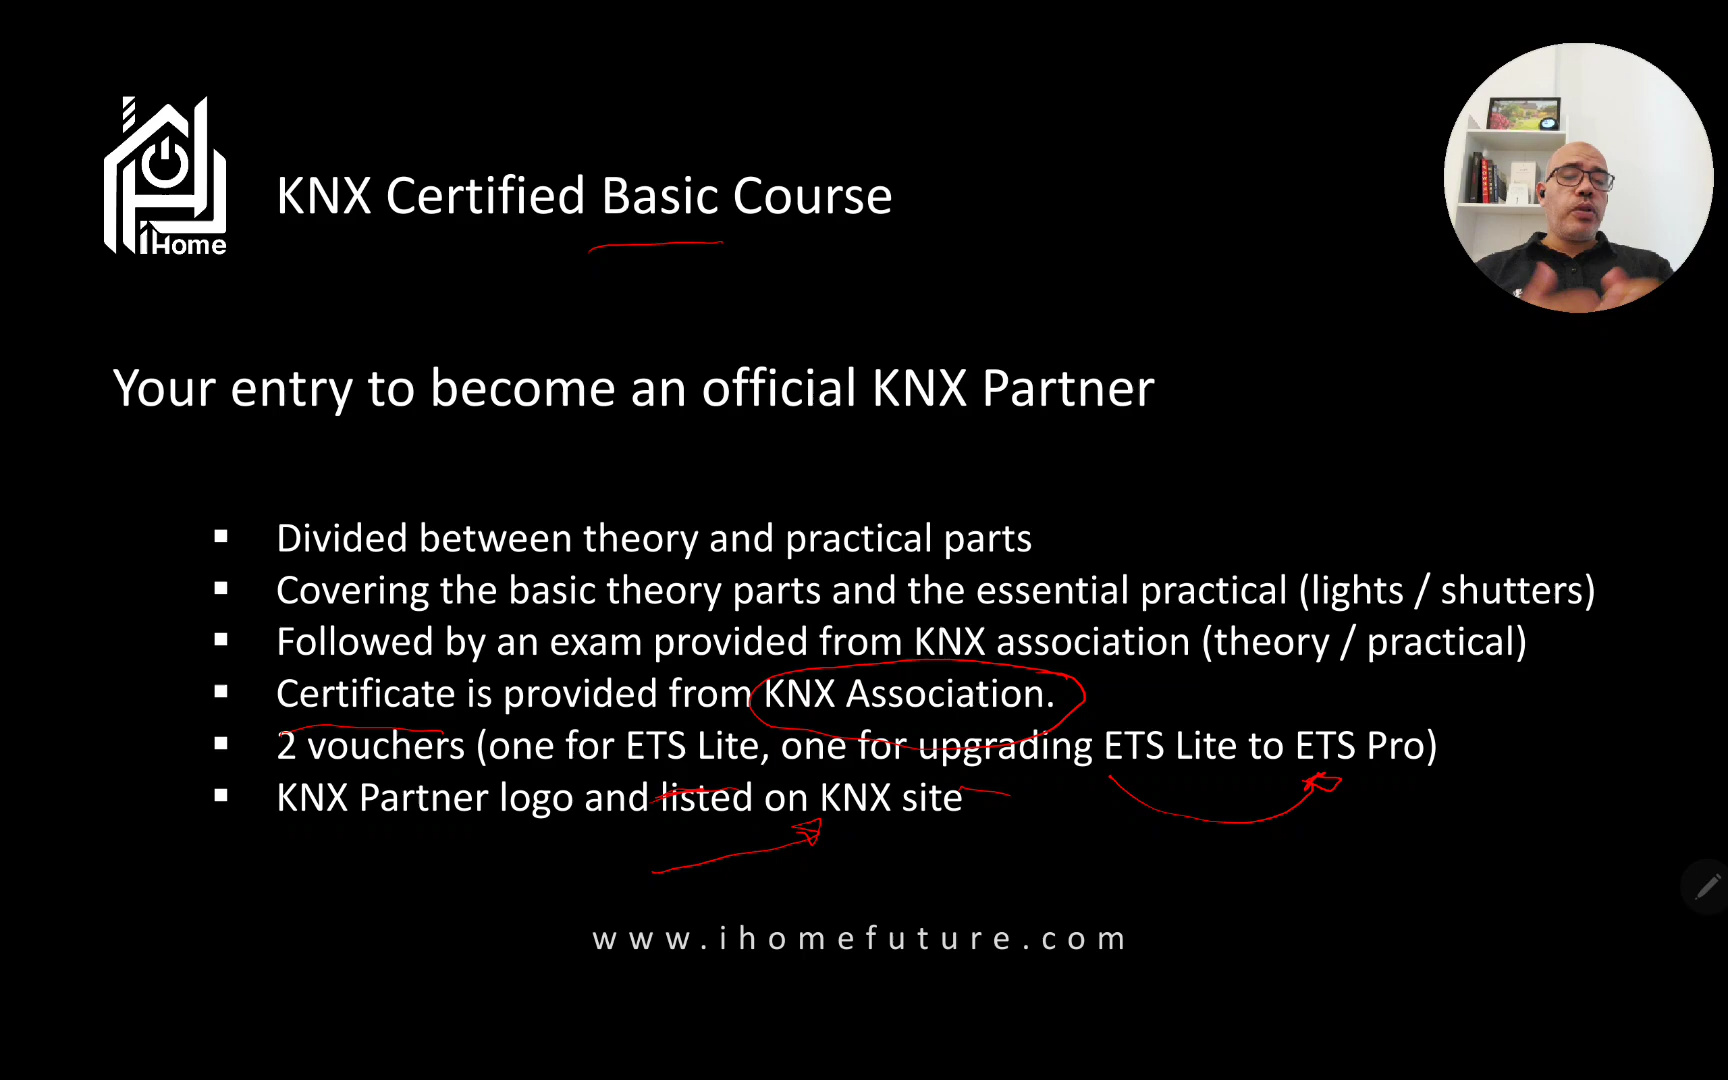 iHome
KNX Certified Basic Course
Your entry to become an official KNX Partner
▪ Divided between theory and practical parts
▪ Covering the basic theory parts and the essential practical (lights / shutters)
▪ Followed by an exam provided from KNX association (theory / practical)
▪ Certificate is provided from KNX Association.
▪ 2 vouchers (one for ETS Lite, one for upgrading ETS Lite to ETS Pro)
▪ KNX Partner logo and listed on KNX site
www.ihomefuture.com